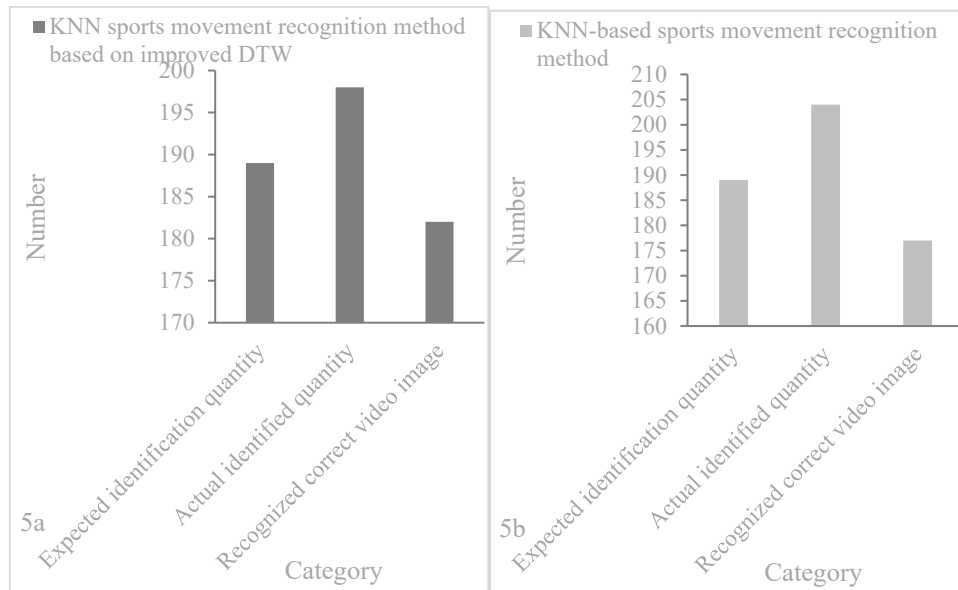 KNN sports movement recognition method
based on improved DTW
200
195
190
185
180
175
170
Number
Expected identification quantity
Actual identified quantity
Recognized correct video image
5a
Category
KNN-based sports movement recognition
method
210
205
200
195
190
185
180
175
170
165
160
Number
Expected identification quantity
Actual identified quantity
Recognized correct video image
5b
Category